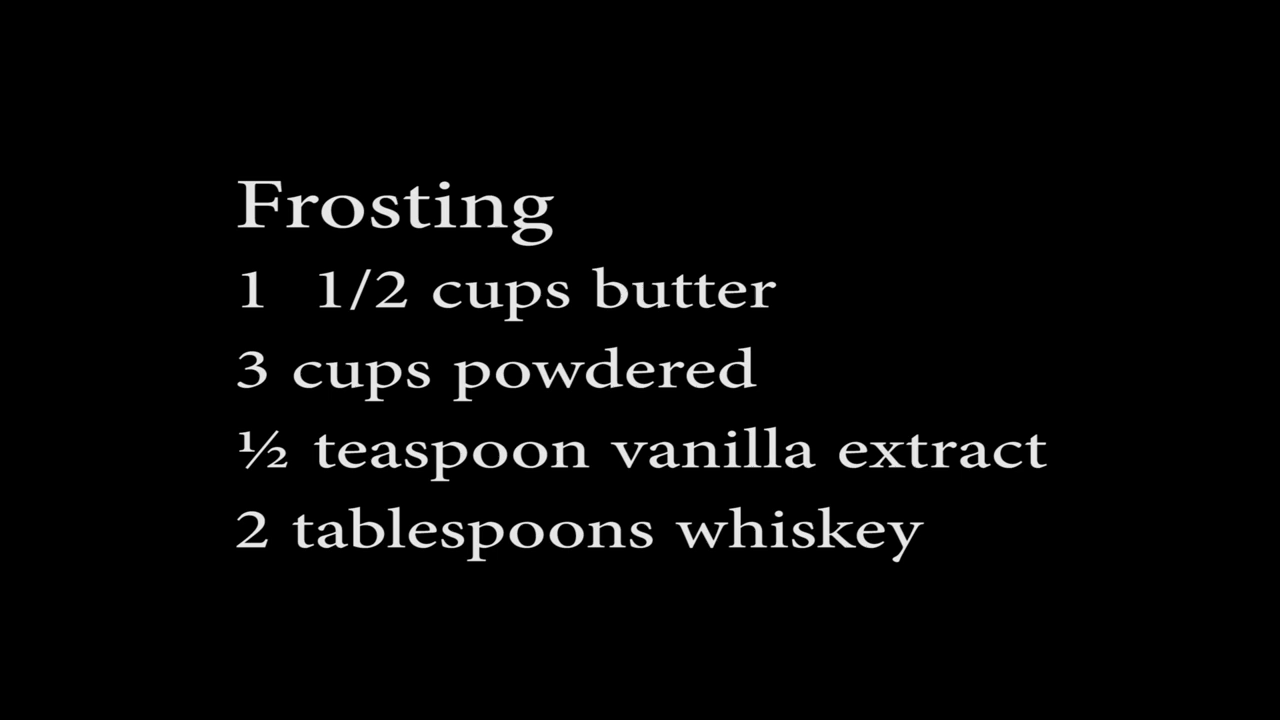 Frosting
1  1/2 cups butter
3 cups powdered
½ teaspoon vanilla extract
2 tablespoons whiskey